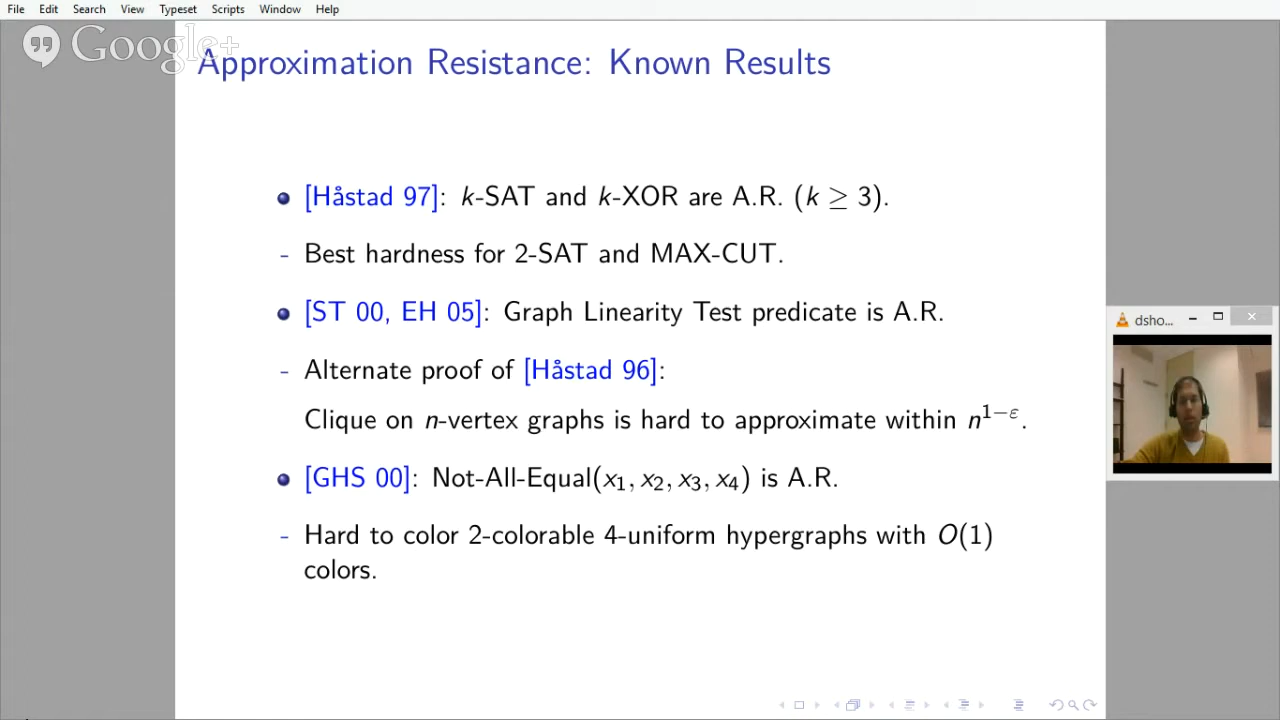 File Edit Search View Typeset Scripts Window Help
Google+
Approximation Resistance: Known Results
[Håstad 97]: k-SAT and k-XOR are A.R. (k ≥ 3).
- Best hardness for 2-SAT and MAX-CUT.
[ST 00, EH 05]: Graph Linearity Test predicate is A.R.
- Alternate proof of [Håstad 96]:
Clique on n-vertex graphs is hard to approximate within n^{1−ε}.
dsho...
[GHS 00]: Not-All-Equal(x₁, x₂, x₃, x₄) is A.R.
- Hard to color 2-colorable 4-uniform hypergraphs with O(1)
colors.